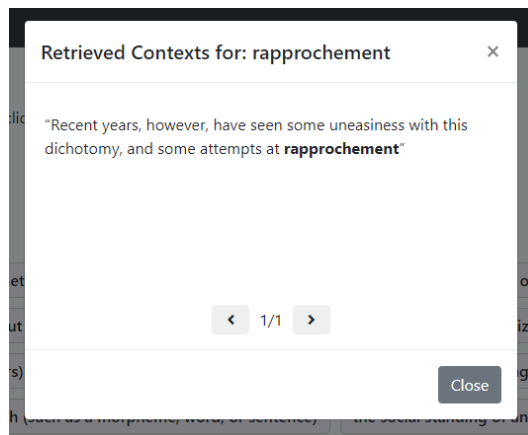 Retrieved Contexts for: rapprochement ×
"Recent years, however, have seen some uneasiness with this
dichotomy, and some attempts at rapprochement"
1/1
Close
h (such as a morpheme, word, or sentence) the social standing of an